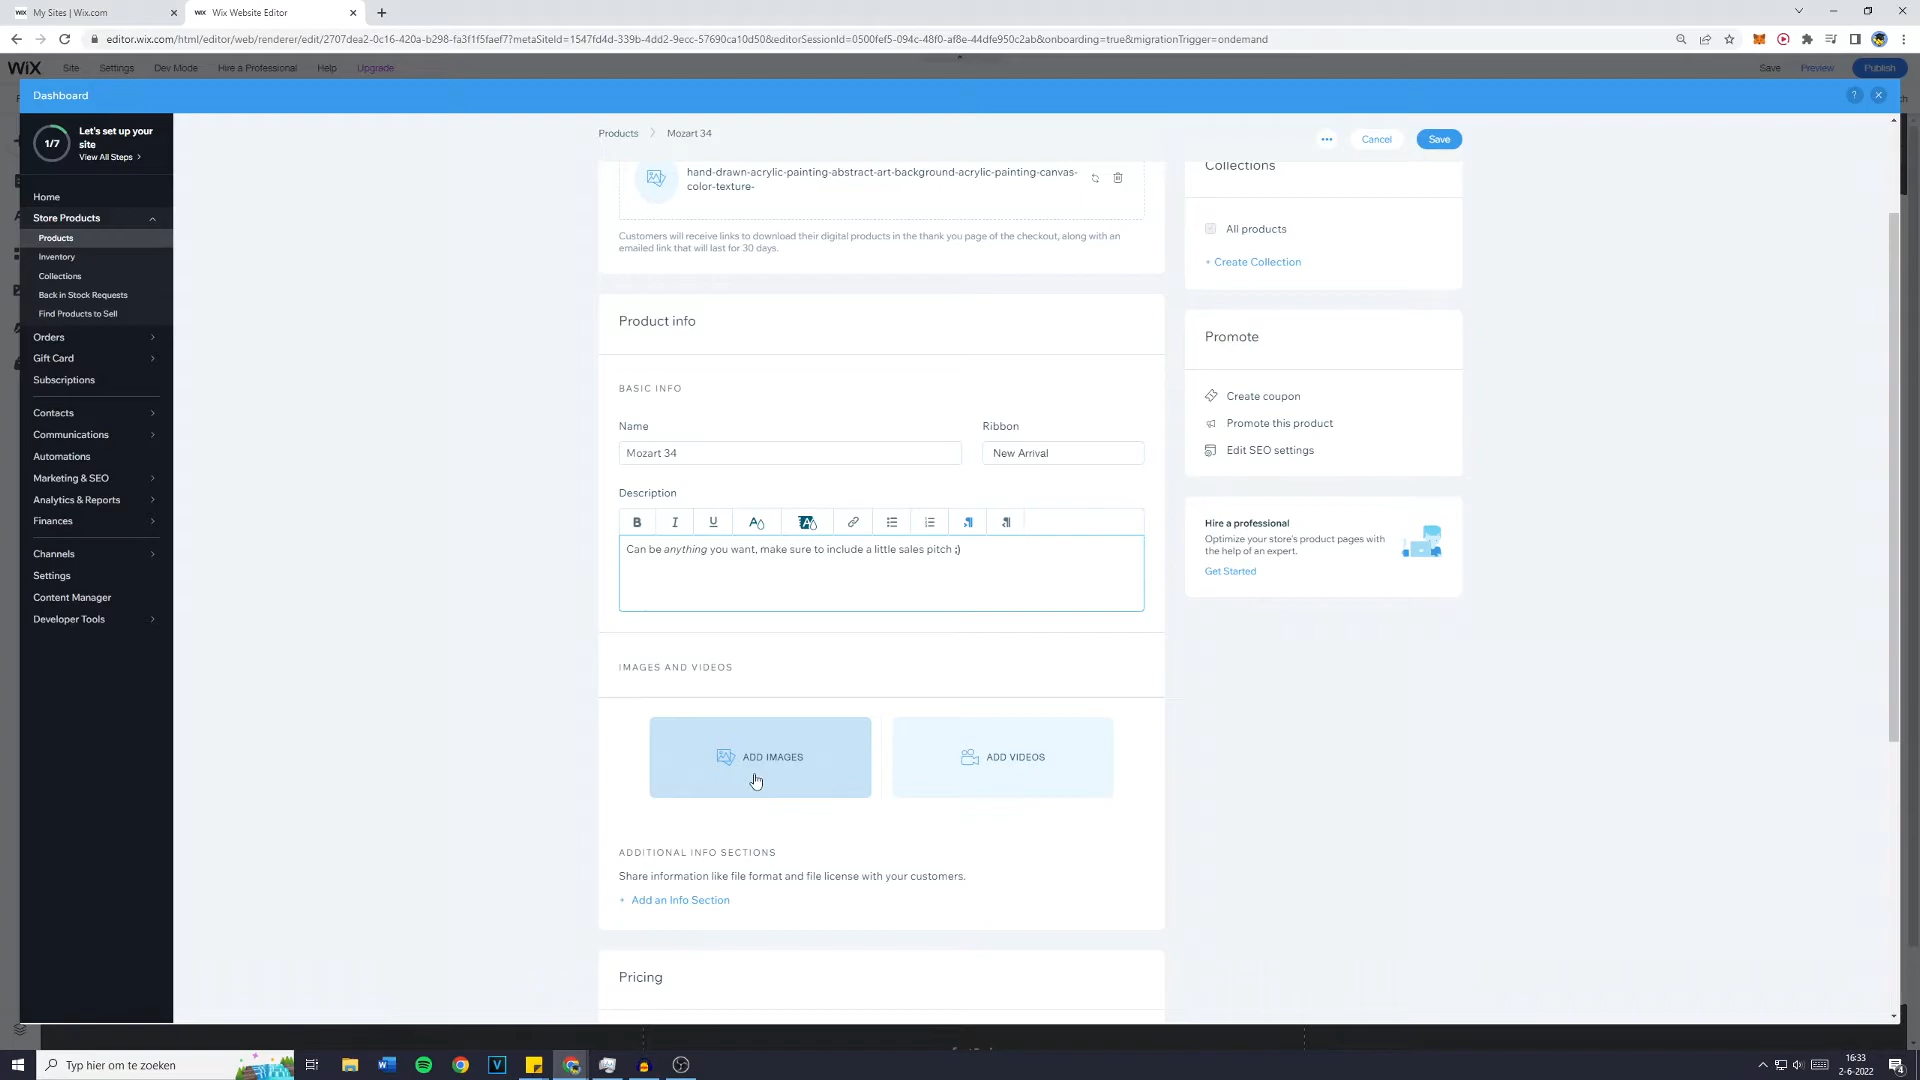 My Sites | Wix.com
Wix Website Editor
editor.wix.com/html/editor/web/renderer/edit/2707dea2-0c16-420a-b298-fa3f1f5faef7?metaSiteId=1547fd4d-339b-4dd2-9ecc-57690ca10d50&editorSessionId=0500fef5-094c-48f0-af8e-44dfe950c2ab&onboarding=true&migrationTrigger=ondemand
WiX Site Settings Dev Mode Hire a Professional Help Upgrade Save Preview Publish
Dashboard
1/7
Let's set up your
site
View All Steps
Home
Store Products
Products
Inventory
Collections
Back in Stock Requests
Find Products to Sell
Orders
Gift Card
Subscriptions
Contacts
Communications
Automations
Marketing & SEO
Analytics & Reports
Finances
Channels
Settings
Content Manager
Developer Tools
Products > Mozart 34
Cancel
Save
hand-drawn-acrylic-painting-abstract-art-background-acrylic-painting-canvas-
color-texture-
Customers will receive links to download their digital products in the thank you page of the checkout, along with an
emailed link that will last for 30 days.
Product info
BASIC INFO
Name
Ribbon
Mozart 34
New Arrival
Description
B I U
Can be anything you want, make sure to include a little sales pitch ;)
IMAGES AND VIDEOS
ADD IMAGES
ADD VIDEOS
ADDITIONAL INFO SECTIONS
Share information like file format and file license with your customers.
+ Add an Info Section
Pricing
Collections
All products
+ Create Collection
Promote
Create coupon
Promote this product
Edit SEO settings
Hire a professional
Optimize your store's product pages with
the help of an expert.
Get Started
Typ hier om te zoeken
16:33
2-6-2022
4